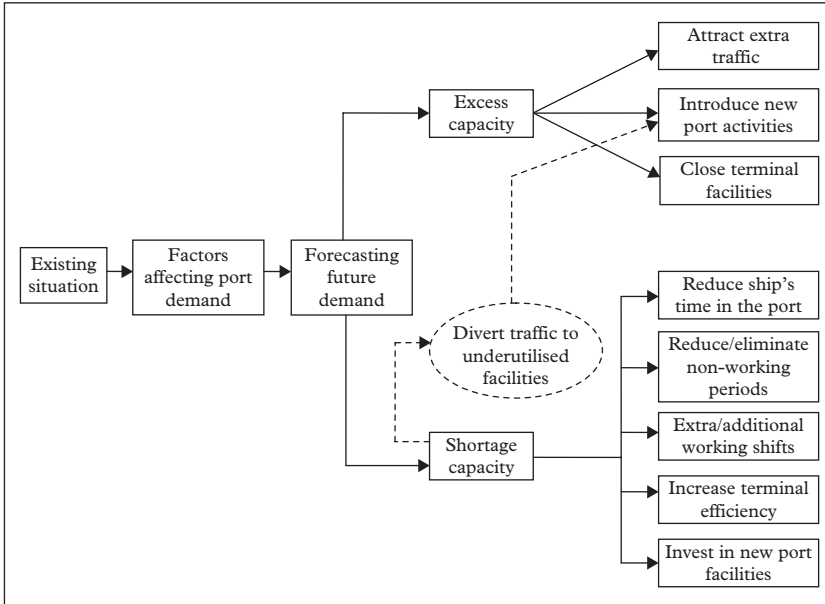 Attract extra
traffic
Excess
capacity
Introduce new
port activities
Close terminal
facilities
Existing
situation
Factors
affecting port
demand
Forecasting
future
demand
Divert traffic to
underutilised
facilities
Shortage
capacity
Reduce ship's
time in the port
Reduce/eliminate
non-working
periods
Extra/additional
working shifts
Increase terminal
efficiency
Invest in new port
facilities